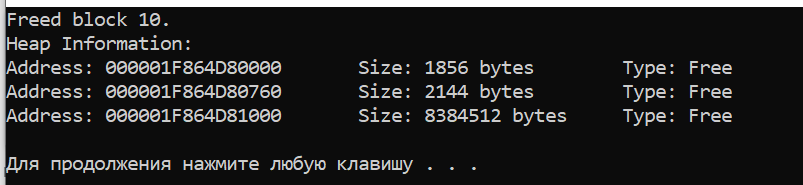 Freed block 10.
Heap Information:
Address: 000001F864D80000 Size: 1856 bytes Type: Free
Address: 000001F864D80760 Size: 2144 bytes Type: Free
Address: 000001F864D81000 Size: 8384512 bytes Type: Free
Для продолжения нажмите любую клавишу . . .